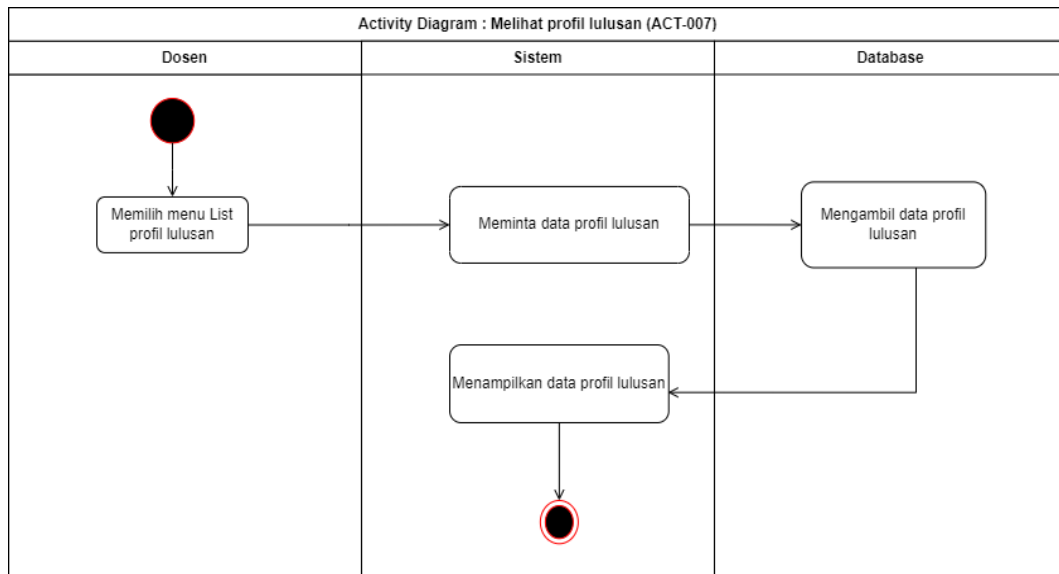 Activity Diagram : Melihat profil lulusan (ACT-007)
Dosen
Sistem
Database
Memilih menu List
profil lulusan
Meminta data profil lulusan
Mengambil data profil
lulusan
Menampilkan data profil lulusan